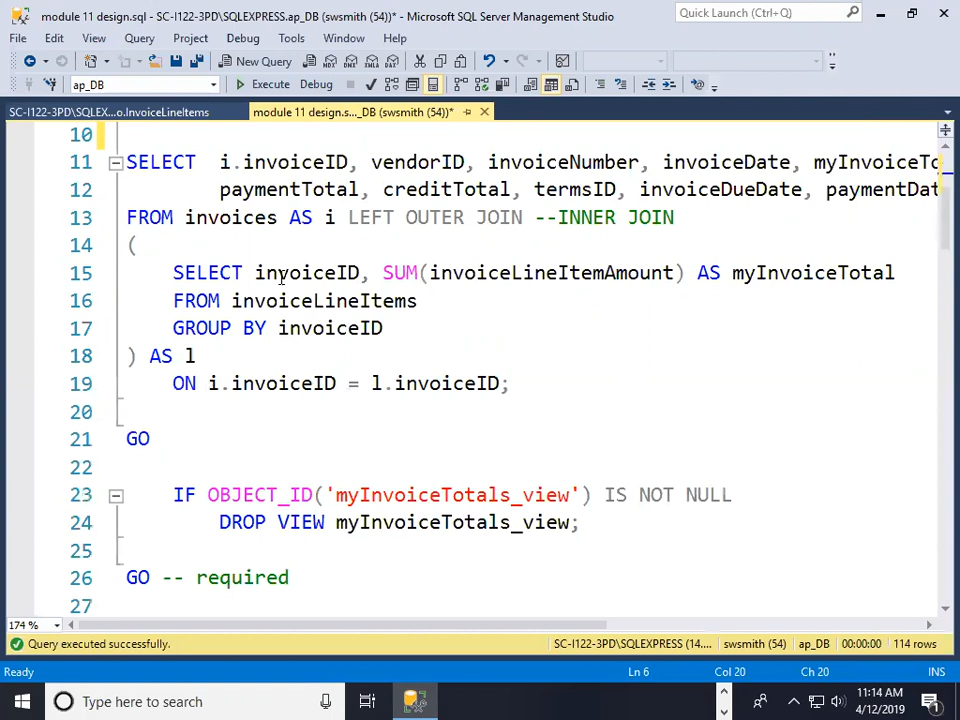 module 11 design.sql - SC-I122-3PD\SQLEXPRESS.ap_DB (swsmith (54))* - Microsoft SQL Server Management Studio
Quick Launch (Ctrl+Q)
File Edit View Query Project Debug Tools Window Help
New Query
ap_DB Execute Debug
SC-I122-3PD\SQLEX...o.InvoiceLineItems module 11 design.s..._DB (swsmith (54))*
10
11 SELECT i.invoiceID, vendorID, invoiceNumber, invoiceDate, myInvoiceTo
12 paymentTotal, creditTotal, termsID, invoiceDueDate, paymentDat
13 FROM invoices AS i LEFT OUTER JOIN --INNER JOIN
14 (
15 SELECT invoiceID, SUM(invoiceLineItemAmount) AS myInvoiceTotal
16 FROM invoiceLineItems
17 GROUP BY invoiceID
18 ) AS l
19 ON i.invoiceID = l.invoiceID;
20
21 GO
22
23 IF OBJECT_ID('myInvoiceTotals_view') IS NOT NULL
24 DROP VIEW myInvoiceTotals_view;
25
26 GO -- required
27
174 %
Query executed successfully. SC-I122-3PD\SQLEXPRESS (14.... swsmith (54) ap_DB 00:00:00 114 rows
Ready Ln 6 Col 20 Ch 20 INS
Type here to search 11:14 AM
4/12/2019 1